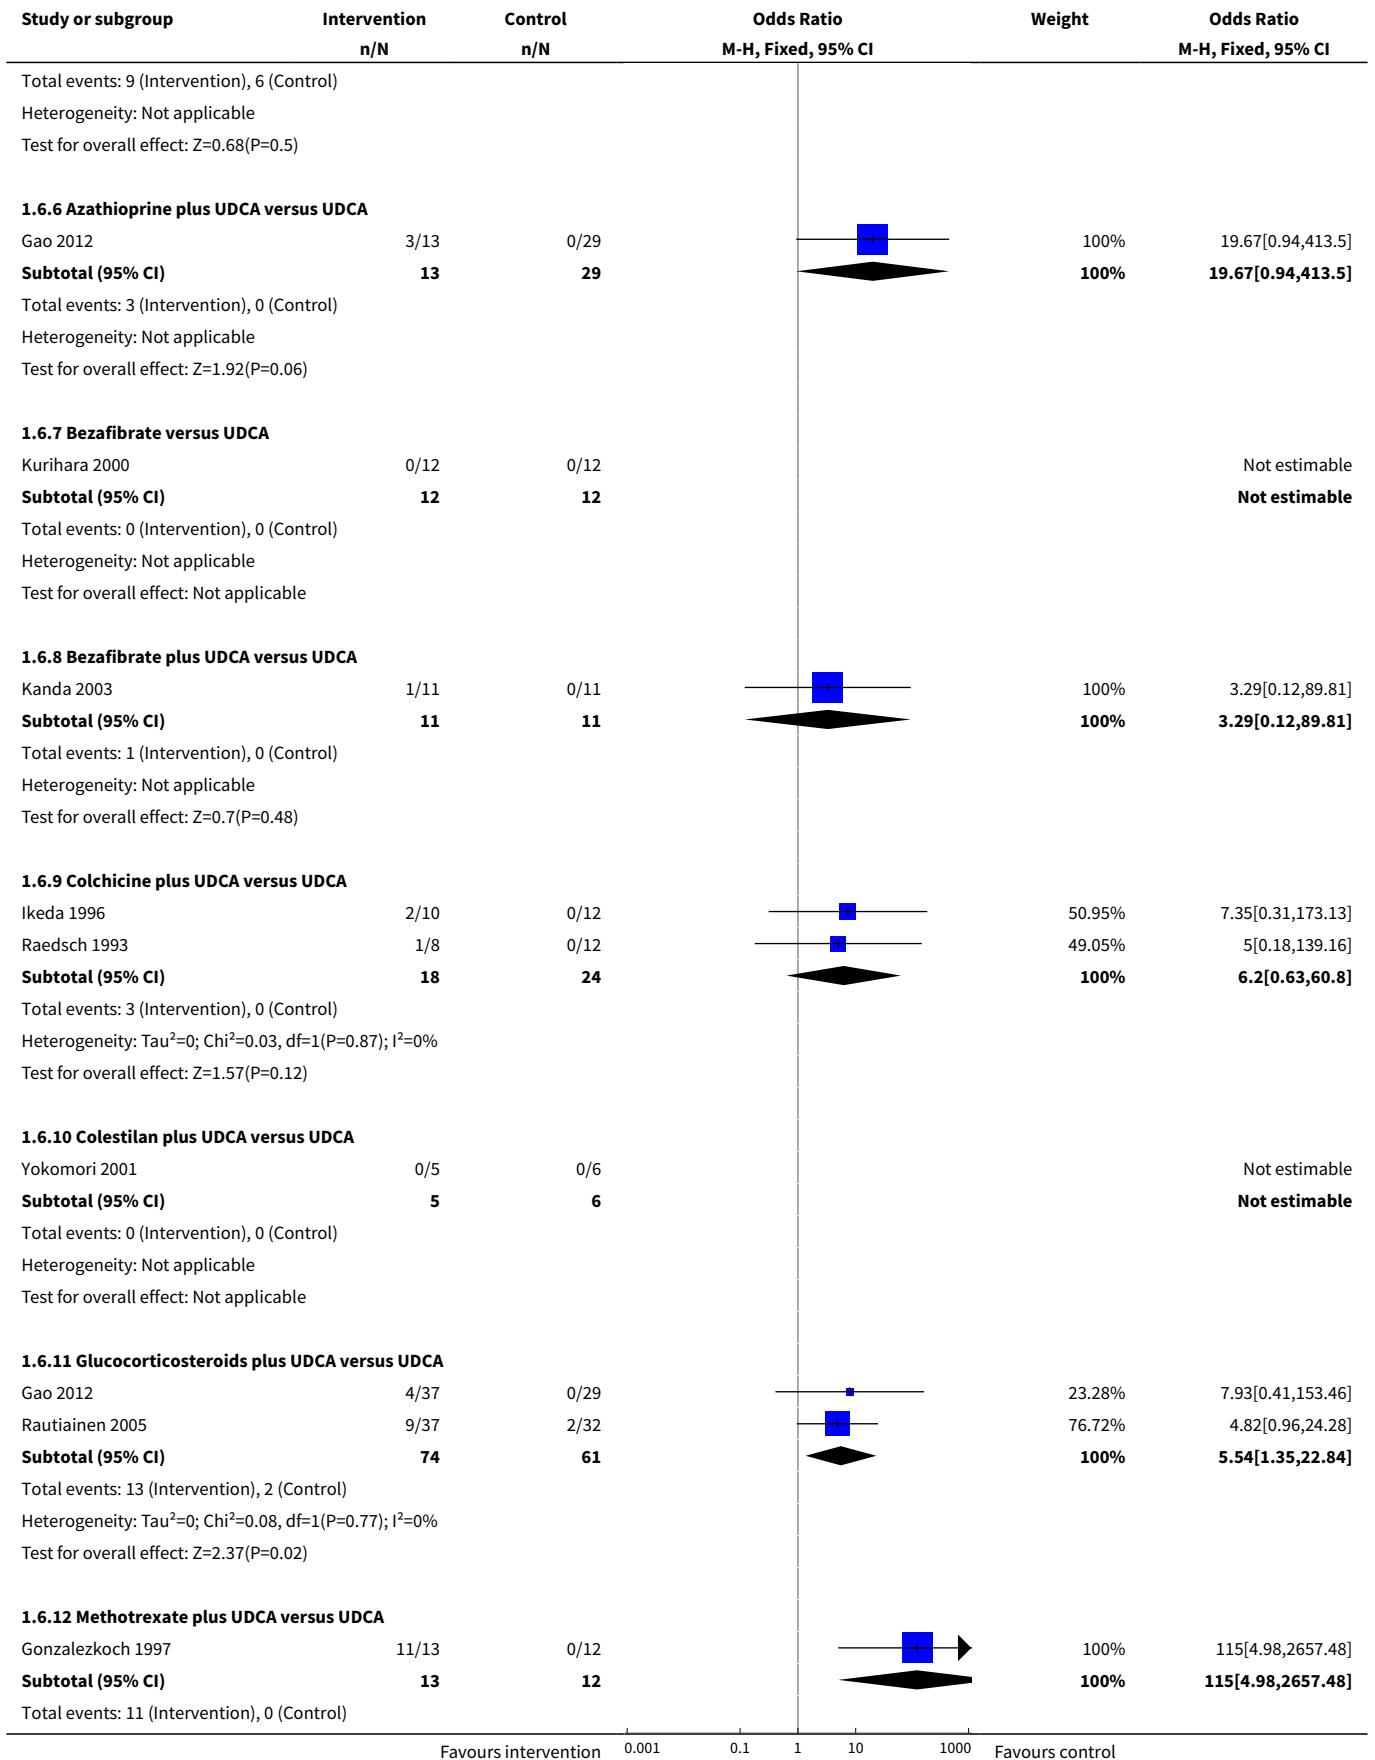 Study or subgroup Intervention Control Odds Ratio Weight Odds Ratio
n/N n/N M-H, Fixed, 95% CI M-H, Fixed, 95% CI
Total events: 9 (Intervention), 6 (Control)
Heterogeneity: Not applicable
Test for overall effect: Z=0.68(P=0.5)
1.6.6 Azathioprine plus UDCA versus UDCA
Gao 2012 3/13 0/29 100% 19.67[0.94,413.5]
Subtotal (95% CI) 13 29 100% 19.67[0.94,413.5]
Total events: 3 (Intervention), 0 (Control)
Heterogeneity: Not applicable
Test for overall effect: Z=1.92(P=0.06)
1.6.7 Bezafibrate versus UDCA
Kurihara 2000 0/12 0/12 Not estimable
Subtotal (95% CI) 12 12 Not estimable
Total events: 0 (Intervention), 0 (Control)
Heterogeneity: Not applicable
Test for overall effect: Not applicable
1.6.8 Bezafibrate plus UDCA versus UDCA
Kanda 2003 1/11 0/11 100% 3.29[0.12,89.81]
Subtotal (95% CI) 11 11 100% 3.29[0.12,89.81]
Total events: 1 (Intervention), 0 (Control)
Heterogeneity: Not applicable
Test for overall effect: Z=0.7(P=0.48)
1.6.9 Colchicine plus UDCA versus UDCA
Ikeda 1996 2/10 0/12 50.95% 7.35[0.31,173.13]
Raedsch 1993 1/8 0/12 49.05% 5[0.18,139.16]
Subtotal (95% CI) 18 24 100% 6.2[0.63,60.8]
Total events: 3 (Intervention), 0 (Control)
Heterogeneity: Tau²=0; Chi²=0.03, df=1(P=0.87); I²=0%
Test for overall effect: Z=1.57(P=0.12)
1.6.10 Colestilan plus UDCA versus UDCA
Yokomori 2001 0/5 0/6 Not estimable
Subtotal (95% CI) 5 6 Not estimable
Total events: 0 (Intervention), 0 (Control)
Heterogeneity: Not applicable
Test for overall effect: Not applicable
1.6.11 Glucocorticosteroids plus UDCA versus UDCA
Gao 2012 4/37 0/29 23.28% 7.93[0.41,153.46]
Rautiainen 2005 9/37 2/32 76.72% 4.82[0.96,24.28]
Subtotal (95% CI) 74 61 100% 5.54[1.35,22.84]
Total events: 13 (Intervention), 2 (Control)
Heterogeneity: Tau²=0; Chi²=0.08, df=1(P=0.77); I²=0%
Test for overall effect: Z=2.37(P=0.02)
1.6.12 Methotrexate plus UDCA versus UDCA
Gonzalezkoch 1997 11/13 0/12 100% 115[4.98,2657.48]
Subtotal (95% CI) 13 12 100% 115[4.98,2657.48]
Total events: 11 (Intervention), 0 (Control)
Favours intervention 0.001 0.1 1 10 1000 Favours control